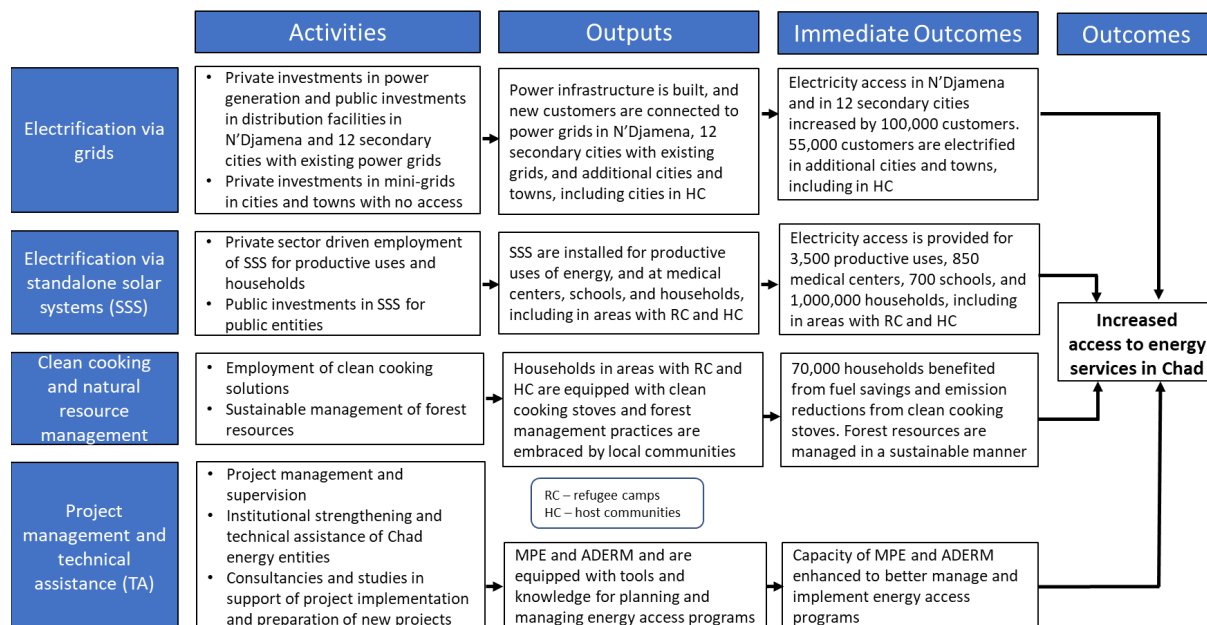 Activities
Outputs
Immediate Outcomes
Outcomes
Electrification via
grids
• Private investments in power
generation and public investments
in distribution facilities in
N’Djamena and 12 secondary
cities with existing power grids
• Private investments in mini-grids
in cities and towns with no access
Power infrastructure is built, and
new customers are connected to
power grids in N’Djamena, 12
secondary cities with existing
grids, and additional cities and
towns, including cities in HC
Electricity access in N’Djamena
and in 12 secondary cities
increased by 100,000 customers.
55,000 customers are electrified
in additional cities and towns,
including in HC
Electrification via
standalone solar
systems (SSS)
• Private sector driven employment
of SSS for productive uses and
households
• Public investments in SSS for
public entities
SSS are installed for productive
uses of energy, and at medical
centers, schools, and households,
including in areas with RC and HC
Electricity access is provided for
3,500 productive uses, 850
medical centers, 700 schools, and
1,000,000 households, including
in areas with RC and HC
Increased
access to energy
services in Chad
Clean cooking
and natural
resource
management
• Employment of clean cooking
solutions
• Sustainable management of forest
resources
Households in areas with RC and
HC are equipped with clean
cooking stoves and forest
management practices are
embraced by local communities
70,000 households benefited
from fuel savings and emission
reductions from clean cooking
stoves. Forest resources are
managed in a sustainable manner
Project
management and
technical
assistance (TA)
• Project management and
supervision
• Institutional strengthening and
technical assistance of Chad
energy entities
• Consultancies and studies in
support of project implementation
and preparation of new projects
RC – refugee camps
HC – host communities
MPE and ADERM and are
equipped with tools and
knowledge for planning and
managing energy access programs
Capacity of MPE and ADERM
enhanced to better manage and
implement energy access
programs